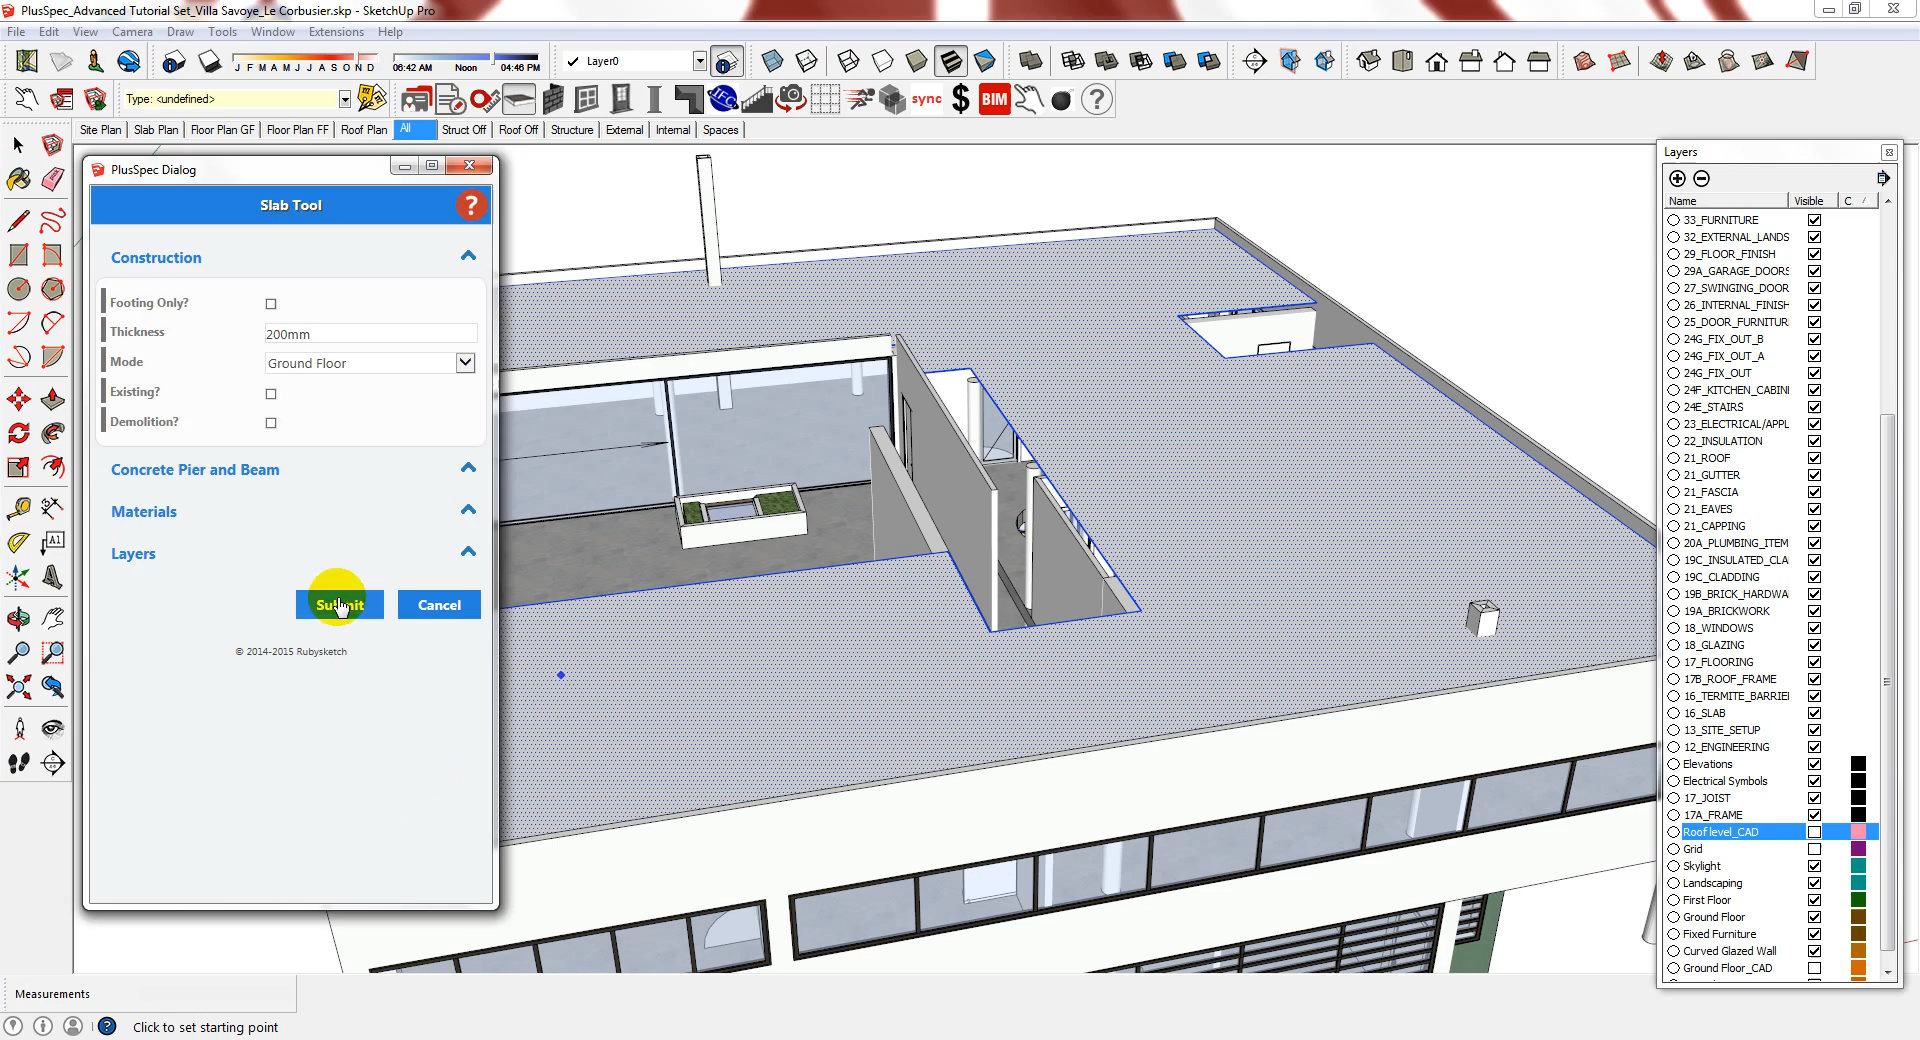 PlusSpec_Advanced Tutorial Set_Villa Savoye_Le Corbusier.skp - SketchUp Pro
File Edit View Camera Draw Tools Window Extensions Help
J F M A M J J A S O N D 06:42 AM Noon 04:46 PM Layer0
Type: <undefined> IFC sync $ BIM ?
Site Plan Slab Plan Floor Plan GF Floor Plan FF Roof Plan All Struct Off Roof Off Structure External Internal Spaces
PlusSpec Dialog
Slab Tool ?
Construction
Footing Only?
Thickness 200mm
Mode Ground Floor
Existing?
Demolition?
Concrete Pier and Beam
Materials
Layers
Submit Cancel
© 2014-2015 Rubysketch
A1
Layers
Name Visible C
33_FURNITURE
32_EXTERNAL_LANDS
29_FLOOR_FINISH
29A_GARAGE_DOORS
27_SWINGING_DOOR
26_INTERNAL_FINISH
25_DOOR_FURNITUR
24G_FIX_OUT_B
24G_FIX_OUT_A
24G_FIX_OUT
24F_KITCHEN_CABIN
24E_STAIRS
23_ELECTRICAL/APPL
22_INSULATION
21_ROOF
21_GUTTER
21_FASCIA
21_EAVES
21_CAPPING
20A_PLUMBING_ITEM
19C_INSULATED_CLA
19C_CLADDING
19B_BRICK_HARDWA
19A_BRICKWORK
18_WINDOWS
18_GLAZING
17_FLOORING
17B_ROOF_FRAME
16_TERMITE_BARRIE
16_SLAB
13_SITE_SETUP
12_ENGINEERING
Elevations
Electrical Symbols
17_JOIST
17A_FRAME
Roof level_CAD
Grid
Skylight
Landscaping
First Floor
Ground Floor
Fixed Furniture
Curved Glazed Wall
Ground Floor_CAD
Measurements
Click to set starting point